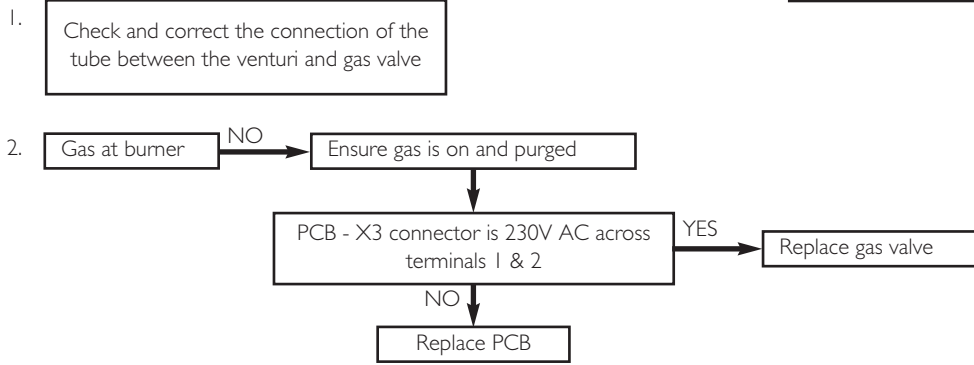 1.
Check and correct the connection of the
tube between the venturi and gas valve
2.
Gas at burner
NO
Ensure gas is on and purged
PCB - X3 connector is 230V AC across
terminals 1 & 2
YES
Replace gas valve
NO
Replace PCB